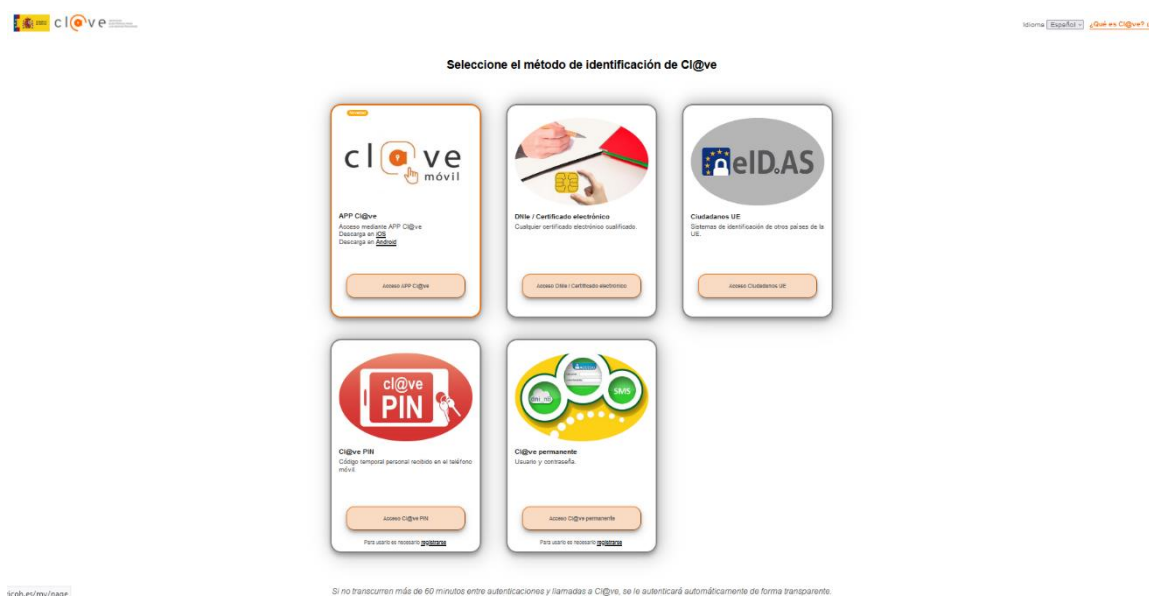 cl@ve
Idioma Español ¿Qué es Cl@ve?
Seleccione el método de identificación de Cl@ve
cl@ve
móvil
APP Cl@ve
Acceso mediante APP Cl@ve
Descarga en iOS
Descarga en Android
Acceso APP Cl@ve
DNIe / Certificado electrónico
Cualquier certificado electrónico cualificado.
Acceso DNIe / Certificado electrónico
eID.AS
Ciudadanos UE
Sistemas de identificación de otros países de la
UE.
Acceso Ciudadanos UE
cl@ve
PIN
Cl@ve PIN
Código temporal personal recibido en el teléfono
móvil.
Acceso Cl@ve PIN
Para usarlo es necesario registrarse
SMS
Cl@ve permanente
Usuario y contraseña.
Acceso Cl@ve permanente
Para usarlo es necesario registrarse
Si no transcurren más de 60 minutos entre autenticaciones y llamadas a Cl@ve, se le autenticará automáticamente de forma transparente.
icoh.es/my/page